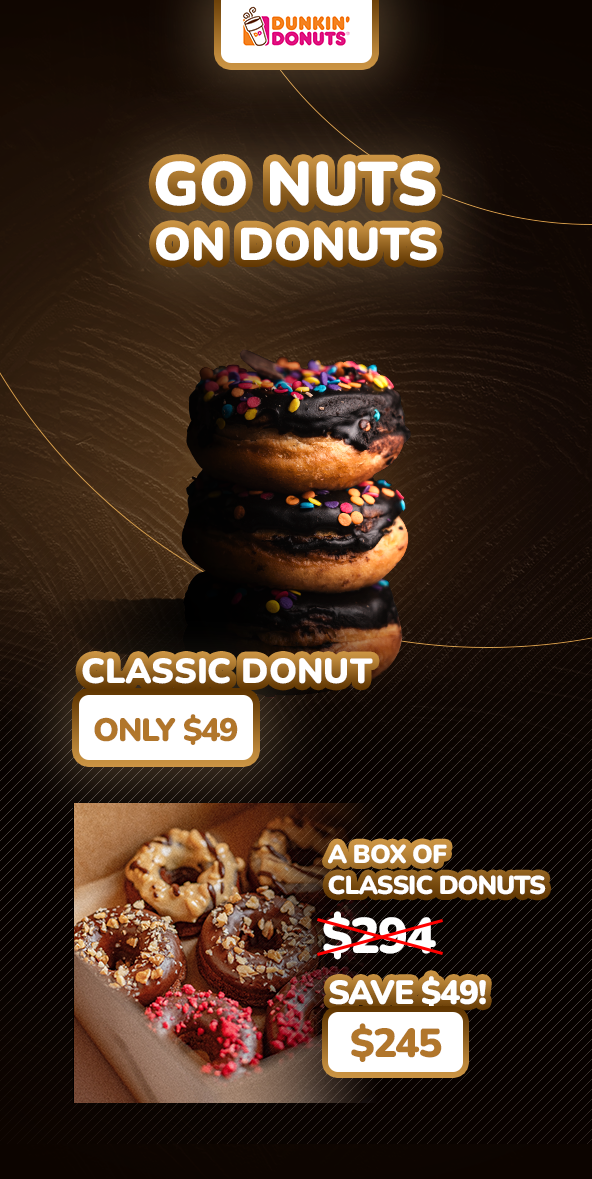 DUNKIN'
DONUTS
GO NUTS
ON DONUTS
CLASSIC DONUT
ONLY $49
A BOX OF
CLASSIC DONUTS
$294
SAVE $49!
$245